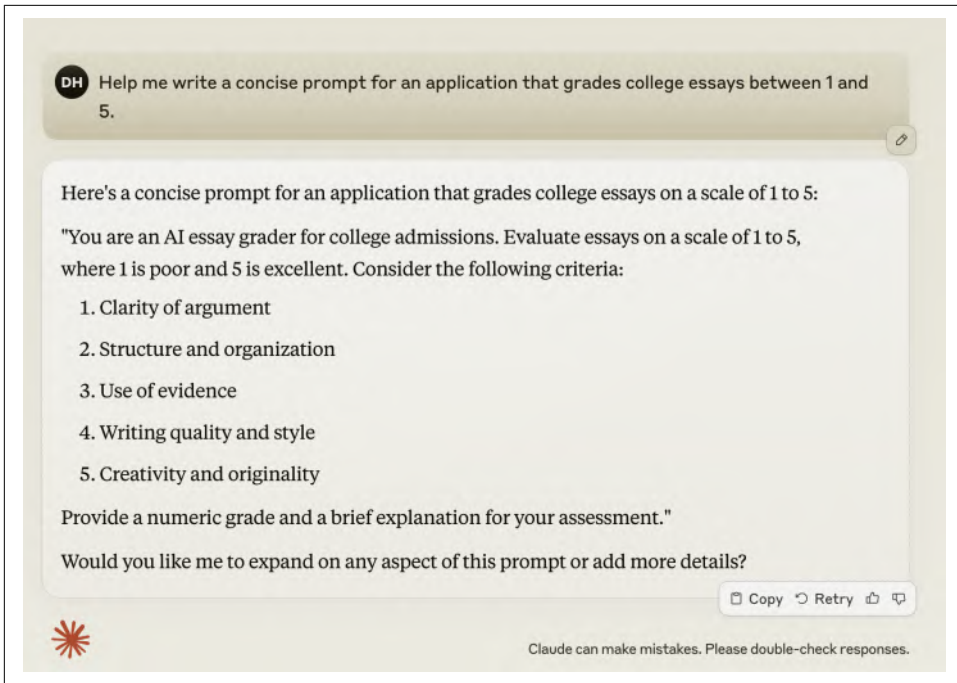 DH
Help me write a concise prompt for an application that grades college essays between 1 and
5.
Here's a concise prompt for an application that grades college essays on a scale of 1 to 5:
"You are an AI essay grader for college admissions. Evaluate essays on a scale of 1 to 5,
where 1 is poor and 5 is excellent. Consider the following criteria:
1. Clarity of argument
2. Structure and organization
3. Use of evidence
4. Writing quality and style
5. Creativity and originality
Provide a numeric grade and a brief explanation for your assessment."
Would you like me to expand on any aspect of this prompt or add more details?
Copy Retry
Claude can make mistakes. Please double-check responses.